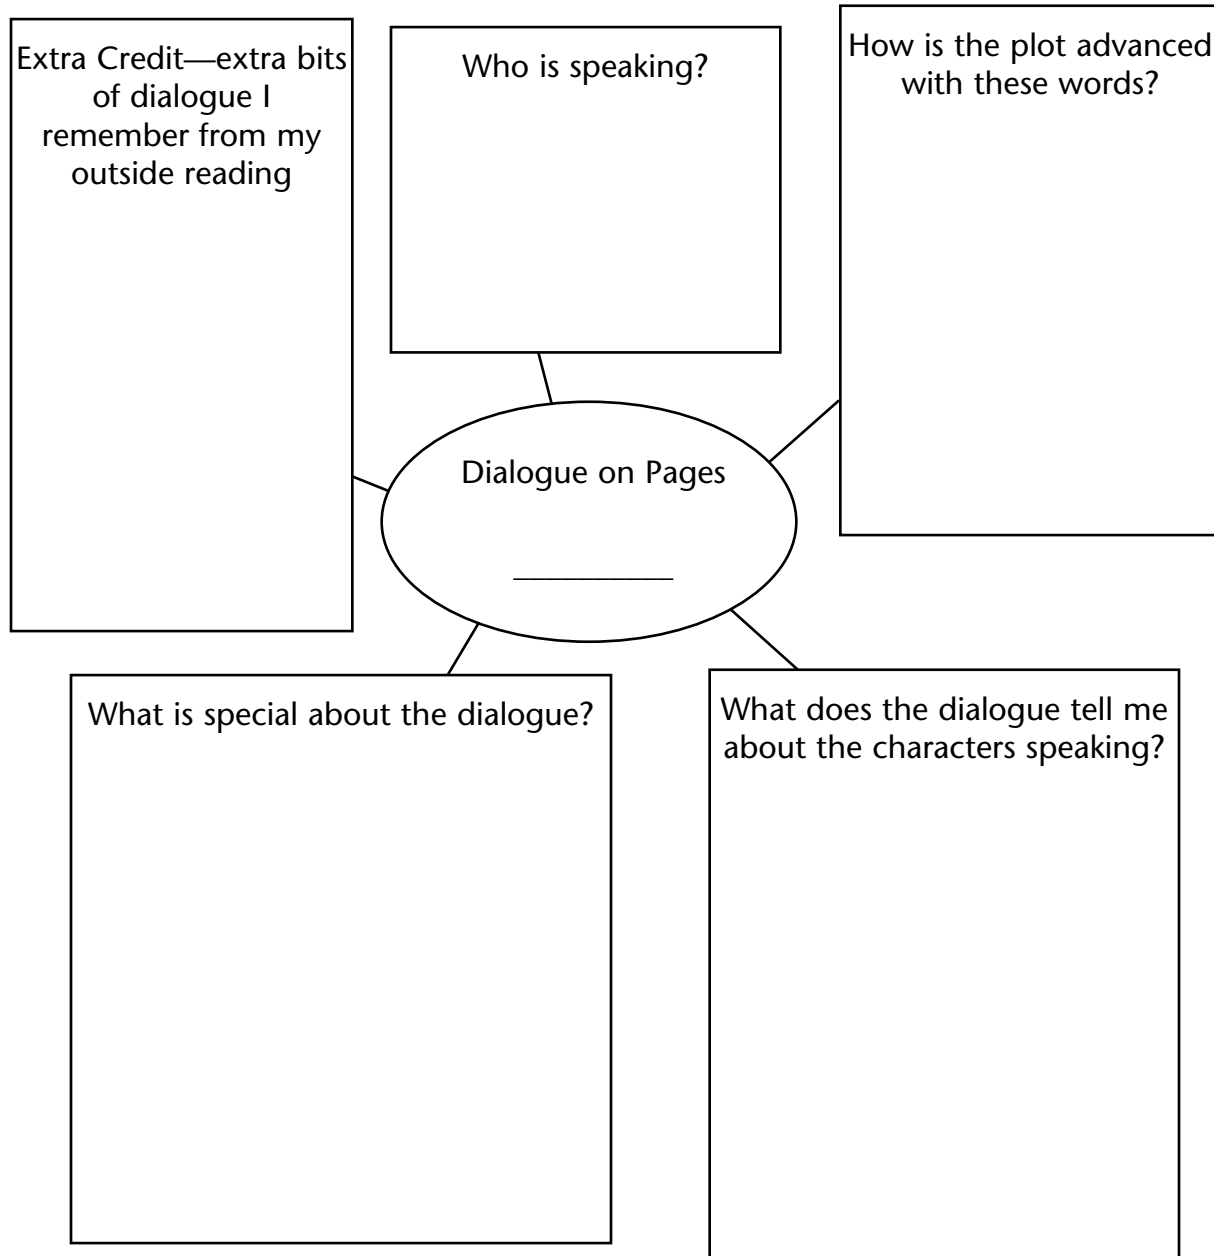 Extra Credit—extra bits
of dialogue I
remember from my
outside reading
Who is speaking?
How is the plot advanced
with these words?
Dialogue on Pages
__________
What is special about the dialogue?
What does the dialogue tell me
about the characters speaking?